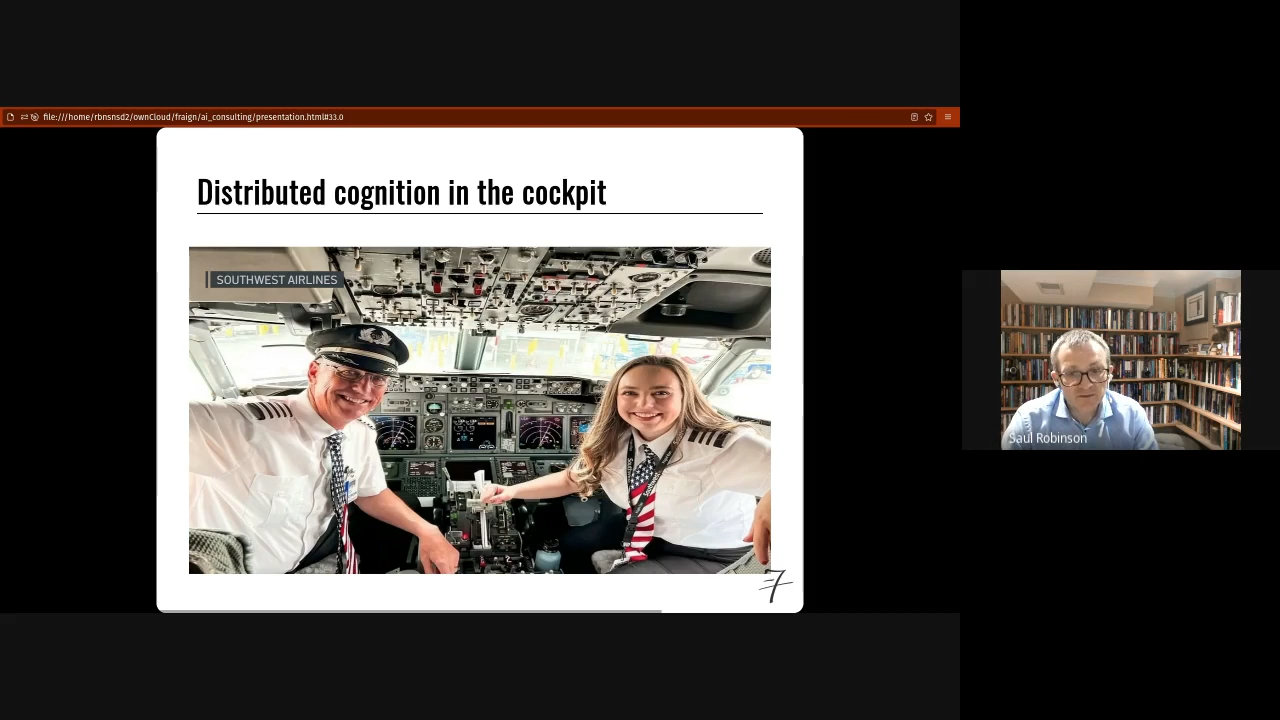 file:///home/rbnsnsd2/ownCloud/fraign/ai_consulting/presentation.html#33.0
Distributed cognition in the cockpit
SOUTHWEST AIRLINES
Saul Robinson